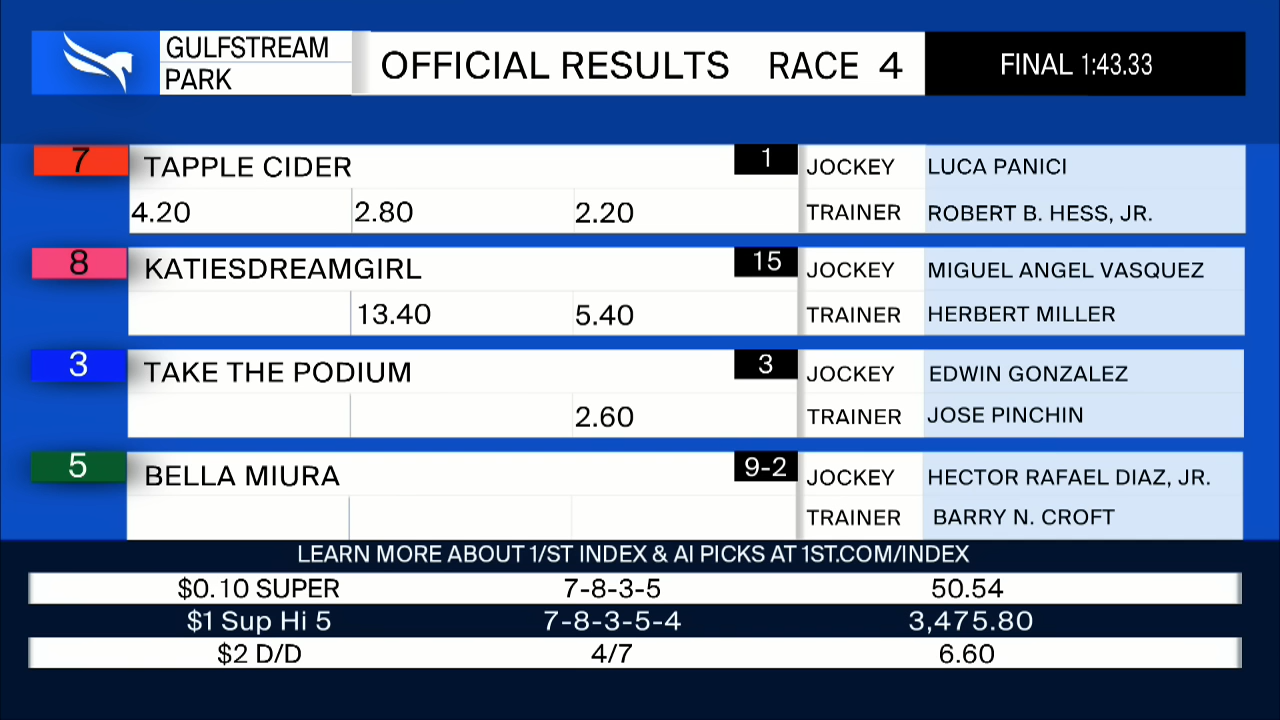 GULFSTREAM
PARK
OFFICIAL RESULTS RACE 4
FINAL 1:43.33
7 TAPPLE CIDER 1 JOCKEY LUCA PANICI
4.20 2.80 2.20 TRAINER ROBERT B. HESS, JR.
8 KATIESDREAMGIRL 15 JOCKEY MIGUEL ANGEL VASQUEZ
13.40 5.40 TRAINER HERBERT MILLER
3 TAKE THE PODIUM 3 JOCKEY EDWIN GONZALEZ
2.60 TRAINER JOSE PINCHIN
5 BELLA MIURA 9-2 JOCKEY HECTOR RAFAEL DIAZ, JR.
TRAINER BARRY N. CROFT
LEARN MORE ABOUT 1/ST INDEX & AI PICKS AT 1ST.COM/INDEX
$0.10 SUPER 7-8-3-5 50.54
$1 Sup Hi 5 7-8-3-5-4 3,475.80
$2 D/D 4/7 6.60